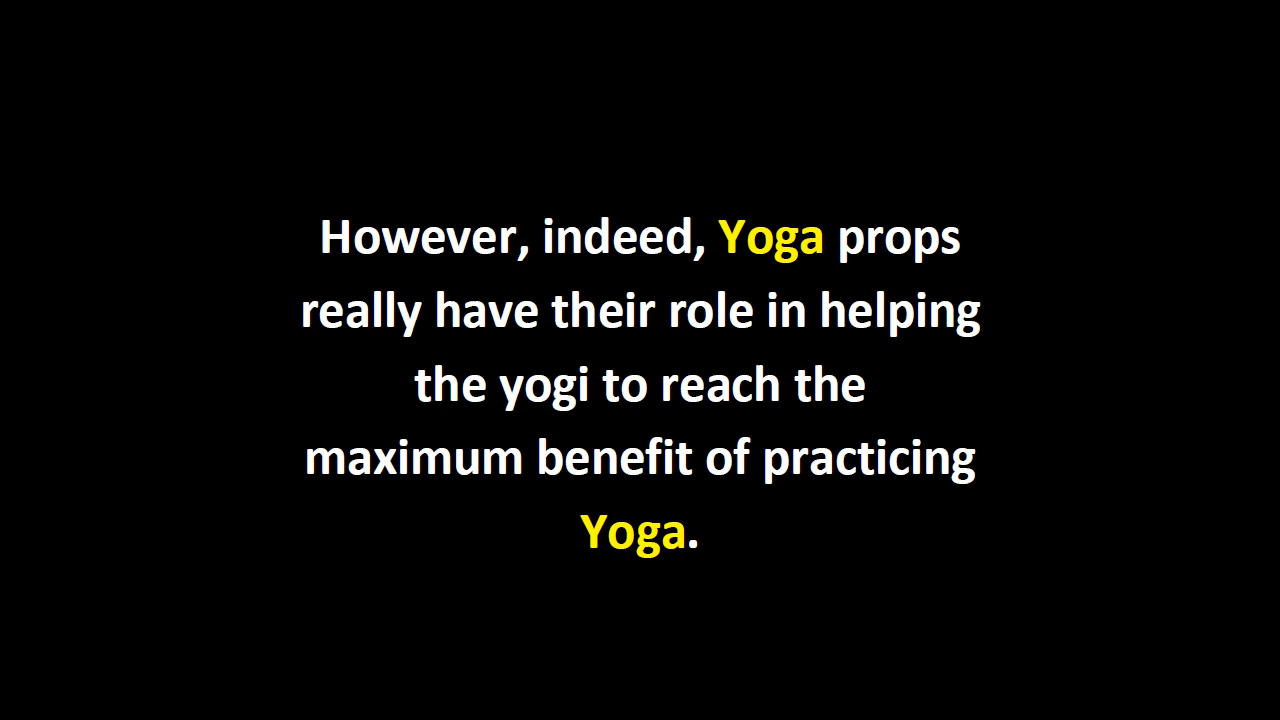 However, indeed, Yoga props
really have their role in helping
the yogi to reach the
maximum benefit of practicing
Yoga.